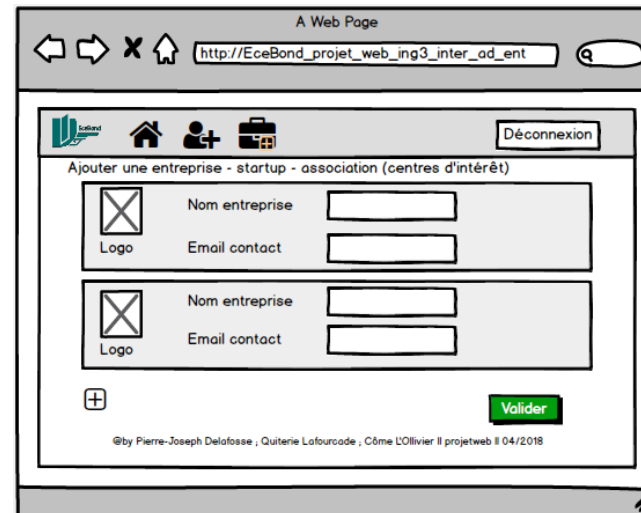 A Web Page
http://EceBond_projet_web_ing3_inter_ad_ent
EceBond
Déconnexion
Ajouter une entreprise - startup - association (centres d'intérêt)
Nom entreprise
Logo
Email contact
Nom entreprise
Logo
Email contact
Valider
@by Pierre-Joseph Delafosse ; Quiterie Lafourcade ; Côme L'Ollivier II projetweb II 04/2018